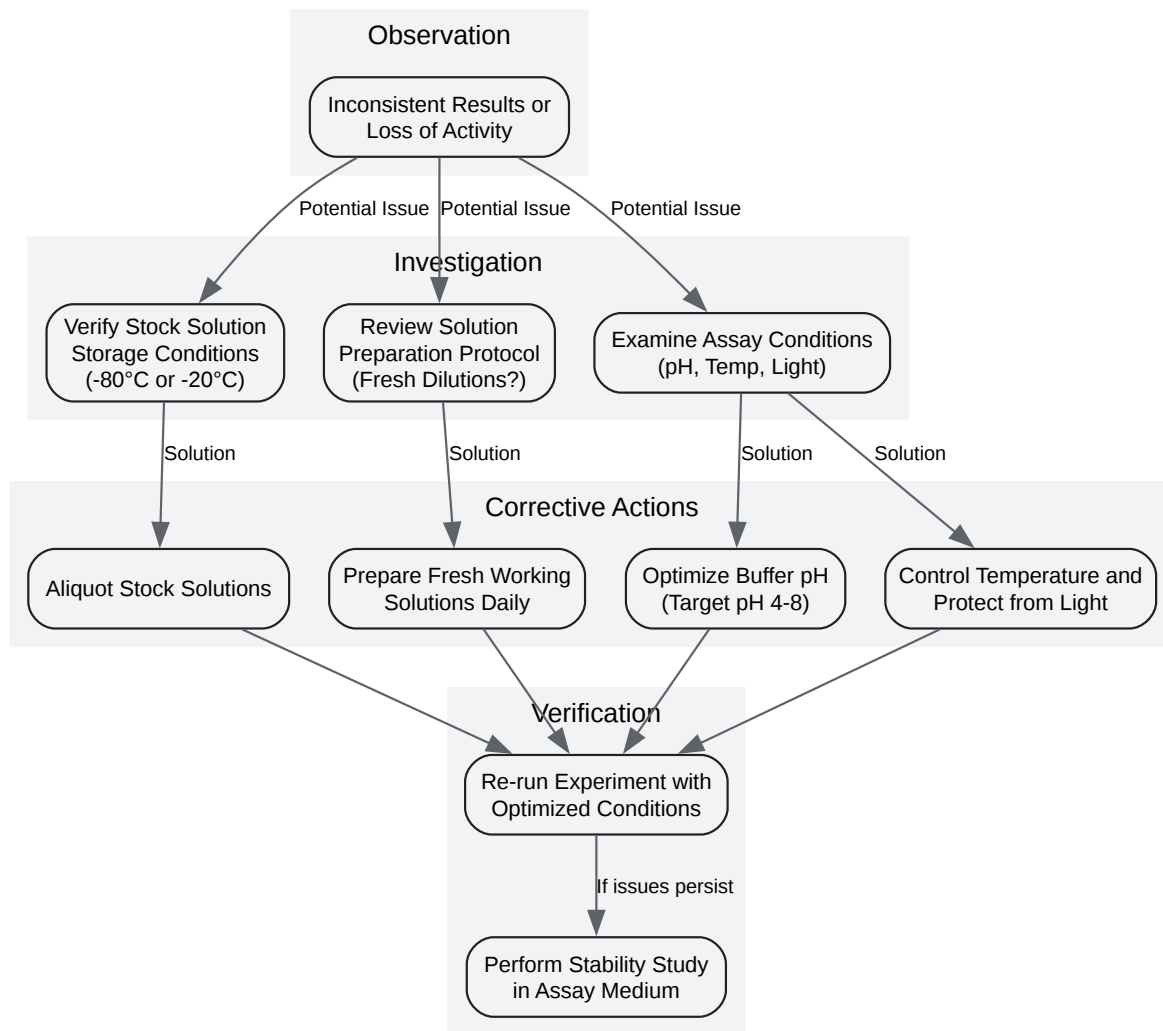 Observation
Inconsistent Results or
Loss of Activity
Potential Issue
Potential Issue
Potential Issue
Investigation
Verify Stock Solution
Storage Conditions
(-80°C or -20°C)
Review Solution
Preparation Protocol
(Fresh Dilutions?)
Examine Assay Conditions
(pH, Temp, Light)
Solution
Solution
Solution
Solution
Corrective Actions
Aliquot Stock Solutions
Prepare Fresh Working
Solutions Daily
Optimize Buffer pH
(Target pH 4-8)
Control Temperature and
Protect from Light
Verification
Re-run Experiment with
Optimized Conditions
If issues persist
Perform Stability Study
in Assay Medium